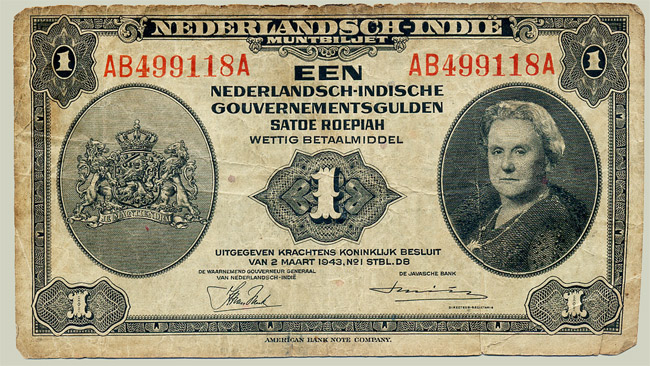 NEDERLANDSCH-INDIË
MUNTBILJET
1
1
AB499118A
AB499118A
EEN
NEDERLANDSCH-INDISCHE
GOUVERNEMENTSGULDEN
SATOE ROEPIAH
WETTIG BETAALMIDDEL
1
UITGEGEVEN KRACHTENS KONINKLIJK BESLUIT
VAN 2 MAART 1943, Nº1 STBL. D8
DE WAARNEMEND GOUVERNEUR GENERAAL
VAN NEDERLANDSCH-INDIË
DE JAVASCHE BANK
DIRECTEUR-SECRETARIS
1
1
AMERICAN BANK NOTE COMPANY.